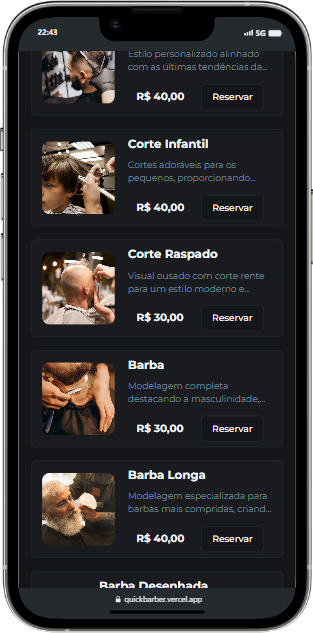 22:43
5G
Estilo personalizado alinhado
com as últimas tendências da...
R$ 40,00
Reservar
Corte Infantil
Cortes adoráveis para os
pequenos, proporcionando...
R$ 40,00
Reservar
Corte Raspado
Visual ousado com corte rente
para um estilo moderno e...
R$ 30,00
Reservar
Barba
Modelagem completa
destacando a masculinidade,...
R$ 30,00
Reservar
Barba Longa
Modelagem especializada para
barbas mais compridas, criand...
R$ 40,00
Reservar
Barba Desenhada
quickbarber.vercel.app